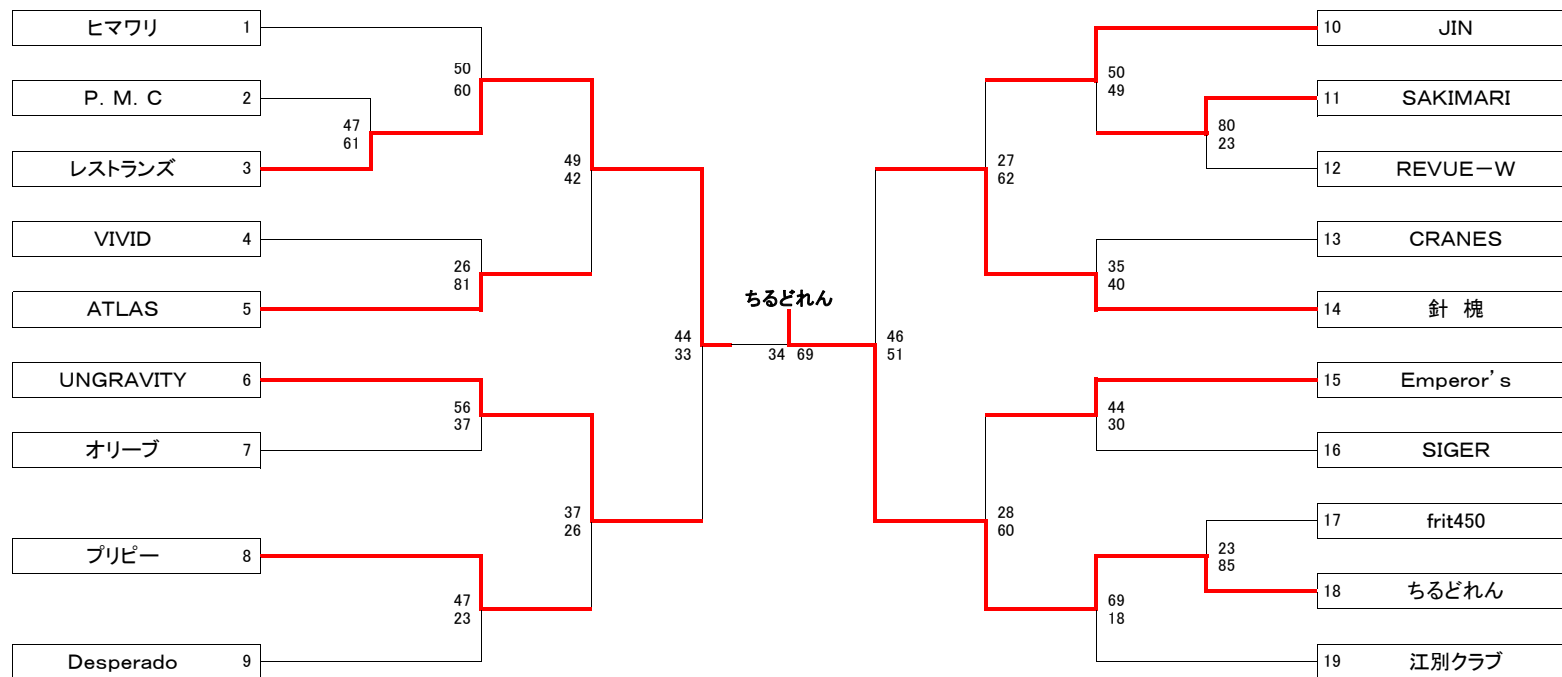 ヒマワリ 1
P. M. C 2
レストランズ 3
VIVID 4
ATLAS 5
UNGRAVITY 6
オリーブ 7
プリピー 8
Desperado 9
47
61
50
60
26
81
56
37
47
23
49
42
37
26
44
33
ちるどれん
34 69
46
51
27
62
28
60
50
49
35
40
44
30
69
18
80
23
23
85
10 JIN
11 SAKIMARI
12 REVUE－W
13 CRANES
14 針 槐
15 Emperor's
16 SIGER
17 frit450
18 ちるどれん
19 江別クラブ